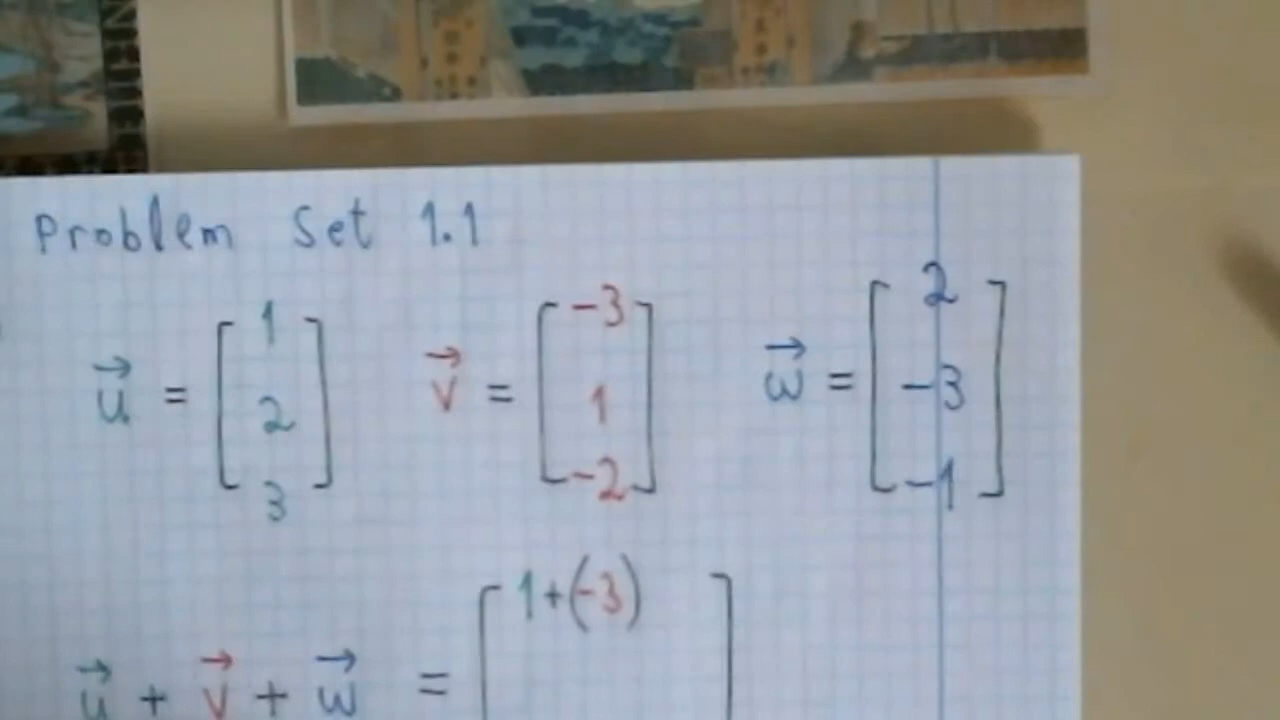 Problem Set 1.1
u⃗ = [1 2 3] v⃗ = [-3 1 -2] w⃗ = [2 -3 -1]
u⃗ + v⃗ + w⃗ = [1+(-3)